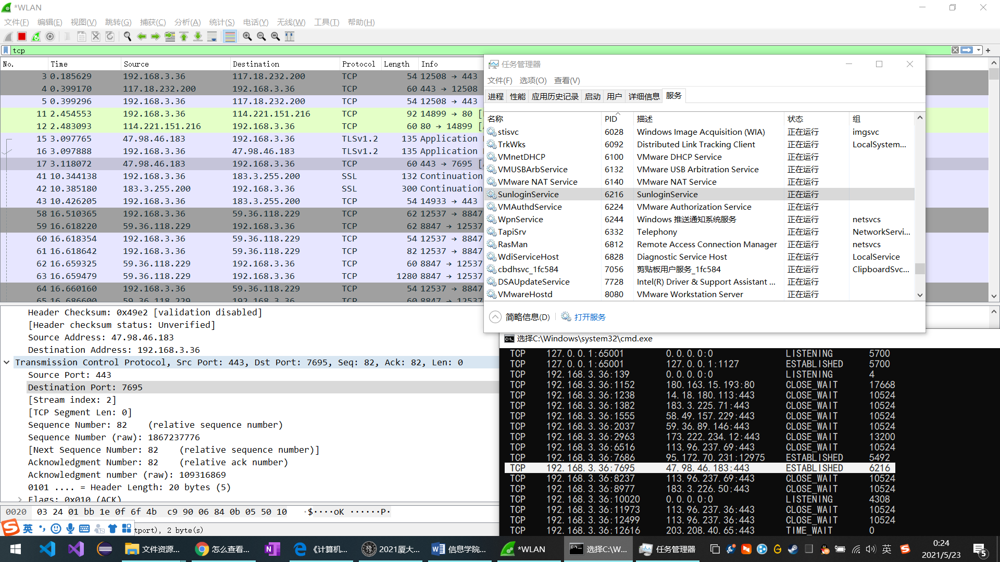 *WLAN
文件(F) 编辑(E) 视图(V) 跳转(G) 捕获(C) 分析(A) 统计(S) 电话(Y) 无线(W) 工具(T) 帮助(H)
tcp
No. Time Source Destination Protocol Length Info
3 0.185629 192.168.3.36 117.18.232.200 TCP 54 12508 → 443
4 0.399170 117.18.232.200 192.168.3.36 TCP 60 443 → 12508
5 0.399296 192.168.3.36 117.18.232.200 TCP 54 12508 → 443
11 2.454553 192.168.3.36 114.221.151.216 TCP 92 14899 → 80 [
12 2.483093 114.221.151.216 192.168.3.36 TCP 60 80 → 14899 [
15 3.097765 47.98.46.183 192.168.3.36 TLSv1.2 135 Application
16 3.097888 192.168.3.36 47.98.46.183 TLSv1.2 135 Application
17 3.118072 47.98.46.183 192.168.3.36 TCP 60 443 → 7695 [
41 10.344138 192.168.3.36 183.3.255.200 SSL 132 Continuation
42 10.385180 183.3.255.200 192.168.3.36 SSL 300 Continuation
43 10.426205 192.168.3.36 183.3.255.200 TCP 54 14933 → 443
58 16.510365 192.168.3.36 59.36.118.229 TCP 62 12537 → 8847
59 16.618220 59.36.118.229 192.168.3.36 TCP 62 8847 → 12537
60 16.618354 192.168.3.36 59.36.118.229 TCP 54 12537 → 8847
61 16.618642 192.168.3.36 59.36.118.229 TCP 82 12537 → 8847
62 16.659325 59.36.118.229 192.168.3.36 TCP 60 8847 → 12537
63 16.659479 59.36.118.229 192.168.3.36 TCP 1280 8847 → 12537
64 16.660160 192.168.3.36 59.36.118.229 TCP 54 12537 → 8847
65 16.686600 59.36.118.229 192.168.3.36 TCP 60 8847 → 12537
Header Checksum: 0x49e2 [validation disabled]
[Header checksum status: Unverified]
Source Address: 47.98.46.183
Destination Address: 192.168.3.36
Transmission Control Protocol, Src Port: 443, Dst Port: 7695, Seq: 82, Ack: 82, Len: 0
Source Port: 443
Destination Port: 7695
[Stream index: 2]
[TCP Segment Len: 0]
Sequence Number: 82 (relative sequence number)
Sequence Number (raw): 1867237776
[Next Sequence Number: 82 (relative sequence number)]
Acknowledgment Number: 82 (relative ack number)
Acknowledgment number (raw): 109316869
0101 .... = Header Length: 20 bytes (5)
Flags: 0x010 (ACK)
0020 03 24 01 bb 1e 0f 6f 4b c9 90 06 84 0b 05 50 10 ·$····oK ······P·
英
tport), 2 byte(s)
任务管理器
文件(F) 选项(O) 查看(V)
进程 性能 应用历史记录 启动 用户 详细信息 服务
名称 PID 描述 状态 组
stisvc 6028 Windows Image Acquisition (WIA) 正在运行 imgsvc
TrkWks 6092 Distributed Link Tracking Client 正在运行 LocalSystem...
VMnetDHCP 6100 VMware DHCP Service 正在运行
VMUSBArbService 6132 VMware USB Arbitration Service 正在运行
VMware NAT Service 6140 VMware NAT Service 正在运行
SunloginService 6216 SunloginService 正在运行
VMAuthdService 6224 VMware Authorization Service 正在运行
WpnService 6244 Windows 推送通知系统服务 正在运行 netsvcs
TapiSrv 6332 Telephony 正在运行 NetworkServi...
RasMan 6812 Remote Access Connection Manager 正在运行 netsvcs
WdiServiceHost 6828 Diagnostic Service Host 正在运行 LocalService
cbdhsvc_1fc584 7056 剪贴板用户服务_1fc584 正在运行 ClipboardSvc...
DSAUpdateService 7728 Intel(R) Driver & Support Assistant ... 正在运行
VMwareHostd 8080 VMware Workstation Server 正在运行
简略信息(D) 打开服务
选择C:\Windows\system32\cmd.exe
TCP 127.0.0.1:65001 0.0.0.0:0 LISTENING 5700
TCP 127.0.0.1:65001 127.0.0.1:1127 ESTABLISHED 5700
TCP 192.168.3.36:139 0.0.0.0:0 LISTENING 4
TCP 192.168.3.36:1152 180.163.15.193:80 CLOSE_WAIT 17668
TCP 192.168.3.36:1238 14.18.180.113:443 CLOSE_WAIT 10524
TCP 192.168.3.36:1382 183.3.225.71:443 CLOSE_WAIT 10524
TCP 192.168.3.36:1555 58.49.157.229:443 CLOSE_WAIT 10524
TCP 192.168.3.36:2037 59.36.89.146:443 CLOSE_WAIT 10524
TCP 192.168.3.36:2963 173.222.234.12:443 CLOSE_WAIT 13200
TCP 192.168.3.36:6516 113.96.237.69:443 CLOSE_WAIT 10524
TCP 192.168.3.36:7686 95.172.70.231:12975 ESTABLISHED 5492
TCP 192.168.3.36:7695 47.98.46.183:443 ESTABLISHED 6216
TCP 192.168.3.36:8237 113.96.237.69:443 CLOSE_WAIT 10524
TCP 192.168.3.36:8977 183.3.226.50:443 CLOSE_WAIT 10524
TCP 192.168.3.36:10020 0.0.0.0:0 LISTENING 4308
TCP 192.168.3.36:11973 113.96.237.36:443 CLOSE_WAIT 10524
TCP 192.168.3.36:12499 113.96.237.36:443 CLOSE_WAIT 10524
TCP 192.168.3.36:12616 203.208.40.65:443 TIME_WAIT 0
文件资源... 怎么查看... 《计算机... 2021厦大... 信息学院... *WLAN 选择C:\W... 任务管理器 英 0:24
2021/5/23 5